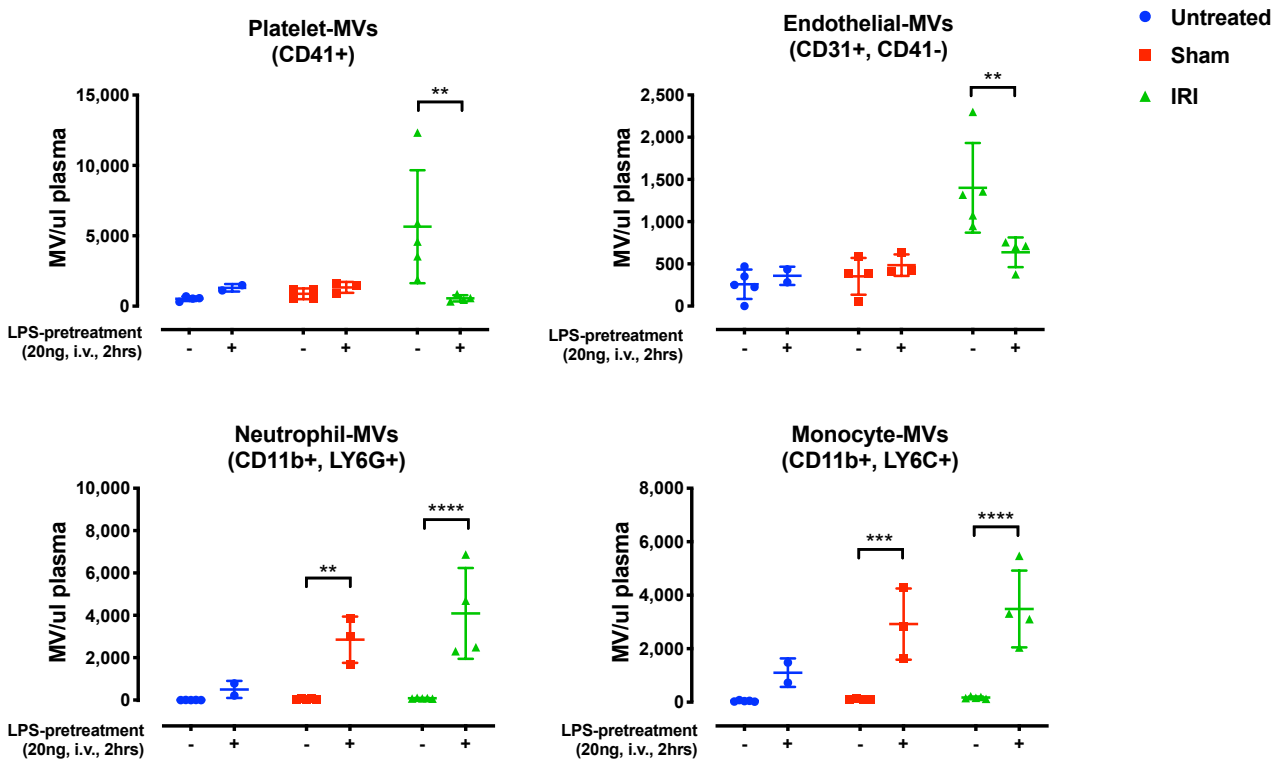 Platelet-MVs
(CD41+)
MV/ul plasma
15,000
10,000
5,000
0
**
LPS-pretreatment
(20ng, i.v., 2hrs)
- + - + - +
Endothelial-MVs
(CD31+, CD41-)
MV/ul plasma
2,500
2,000
1,500
1,000
500
0
**
LPS-pretreatment
(20ng, i.v., 2hrs)
- + - + - +
Untreated
Sham
IRI
Neutrophil-MVs
(CD11b+, LY6G+)
MV/ul plasma
10,000
8,000
6,000
4,000
2,000
0
** ****
LPS-pretreatment
(20ng, i.v., 2hrs)
- + - + - +
Monocyte-MVs
(CD11b+, LY6C+)
MV/ul plasma
8,000
6,000
4,000
2,000
0
*** ****
LPS-pretreatment
(20ng, i.v., 2hrs)
- + - + - +